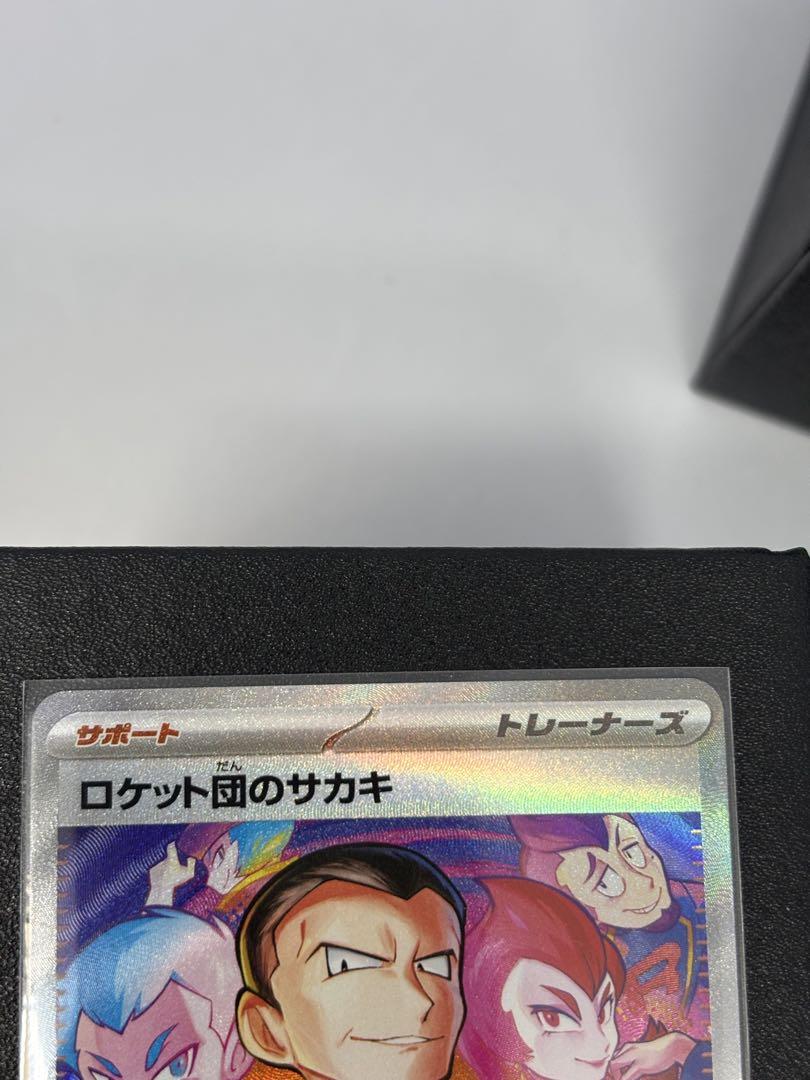 サポート
トレーナーズ
だん
ロケット団のサカキ